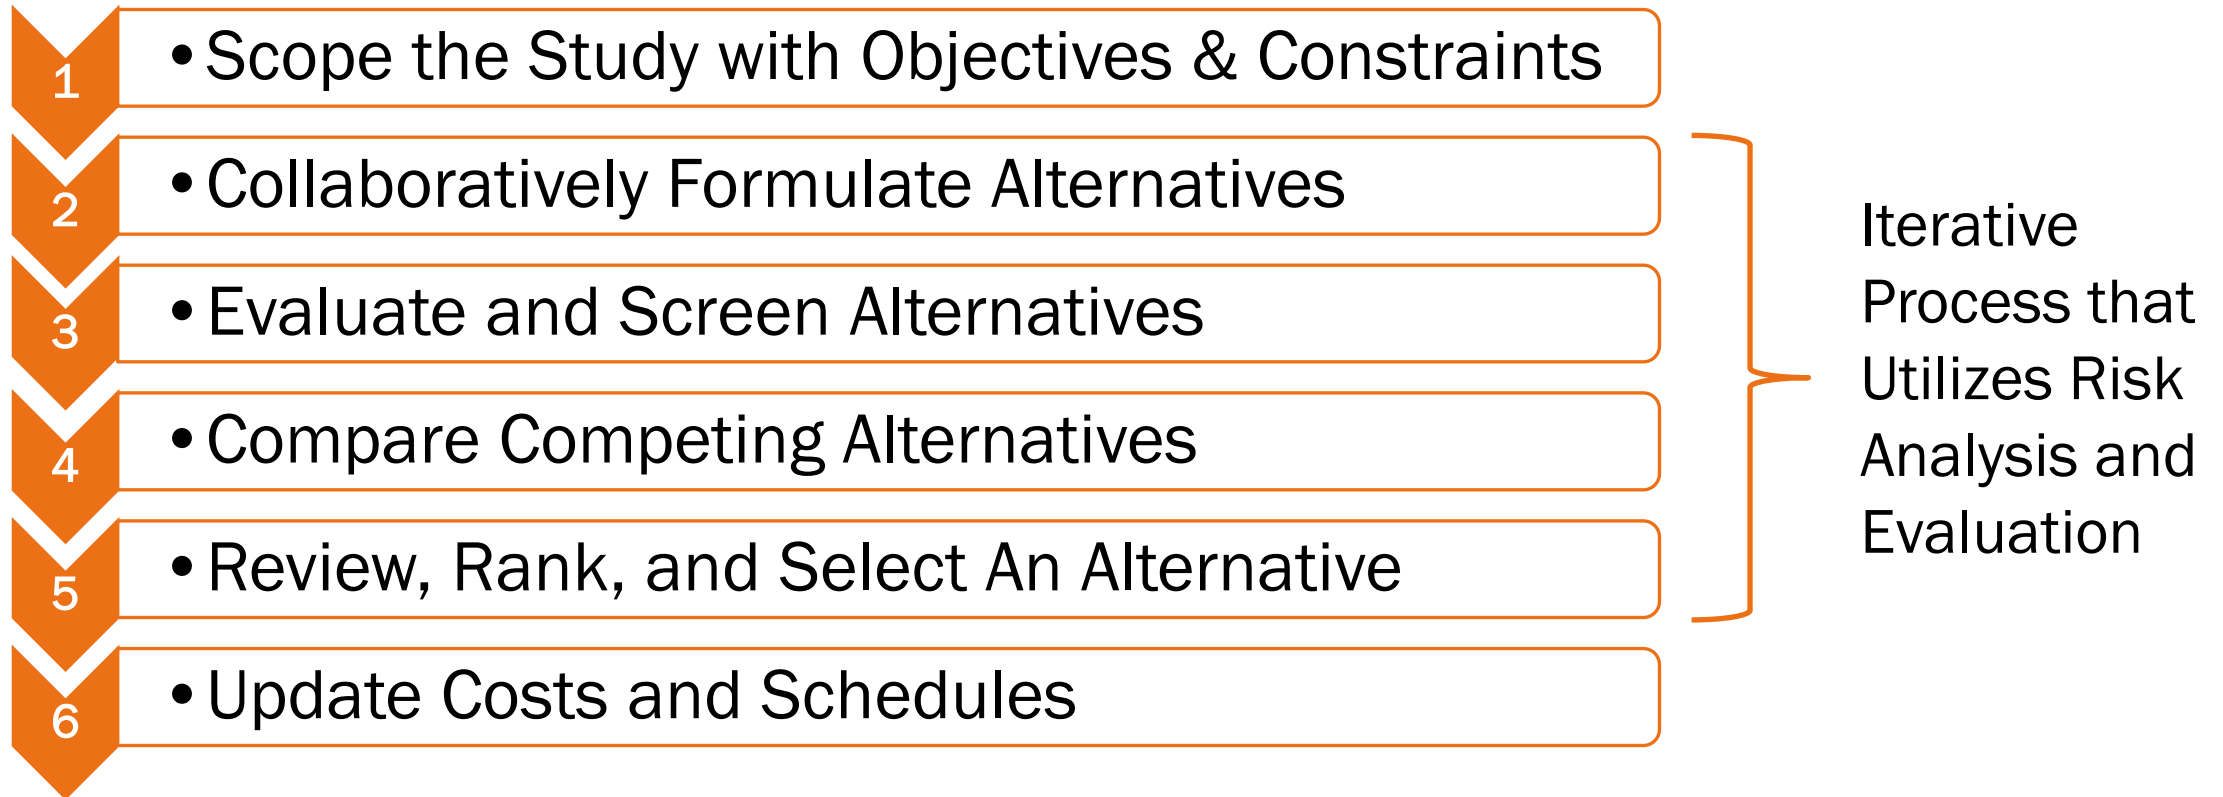 1
• Scope the Study with Objectives & Constraints
2
• Collaboratively Formulate Alternatives
3
• Evaluate and Screen Alternatives
4
• Compare Competing Alternatives
5
• Review, Rank, and Select An Alternative
6
• Update Costs and Schedules
Iterative
Process that
Utilizes Risk
Analysis and
Evaluation